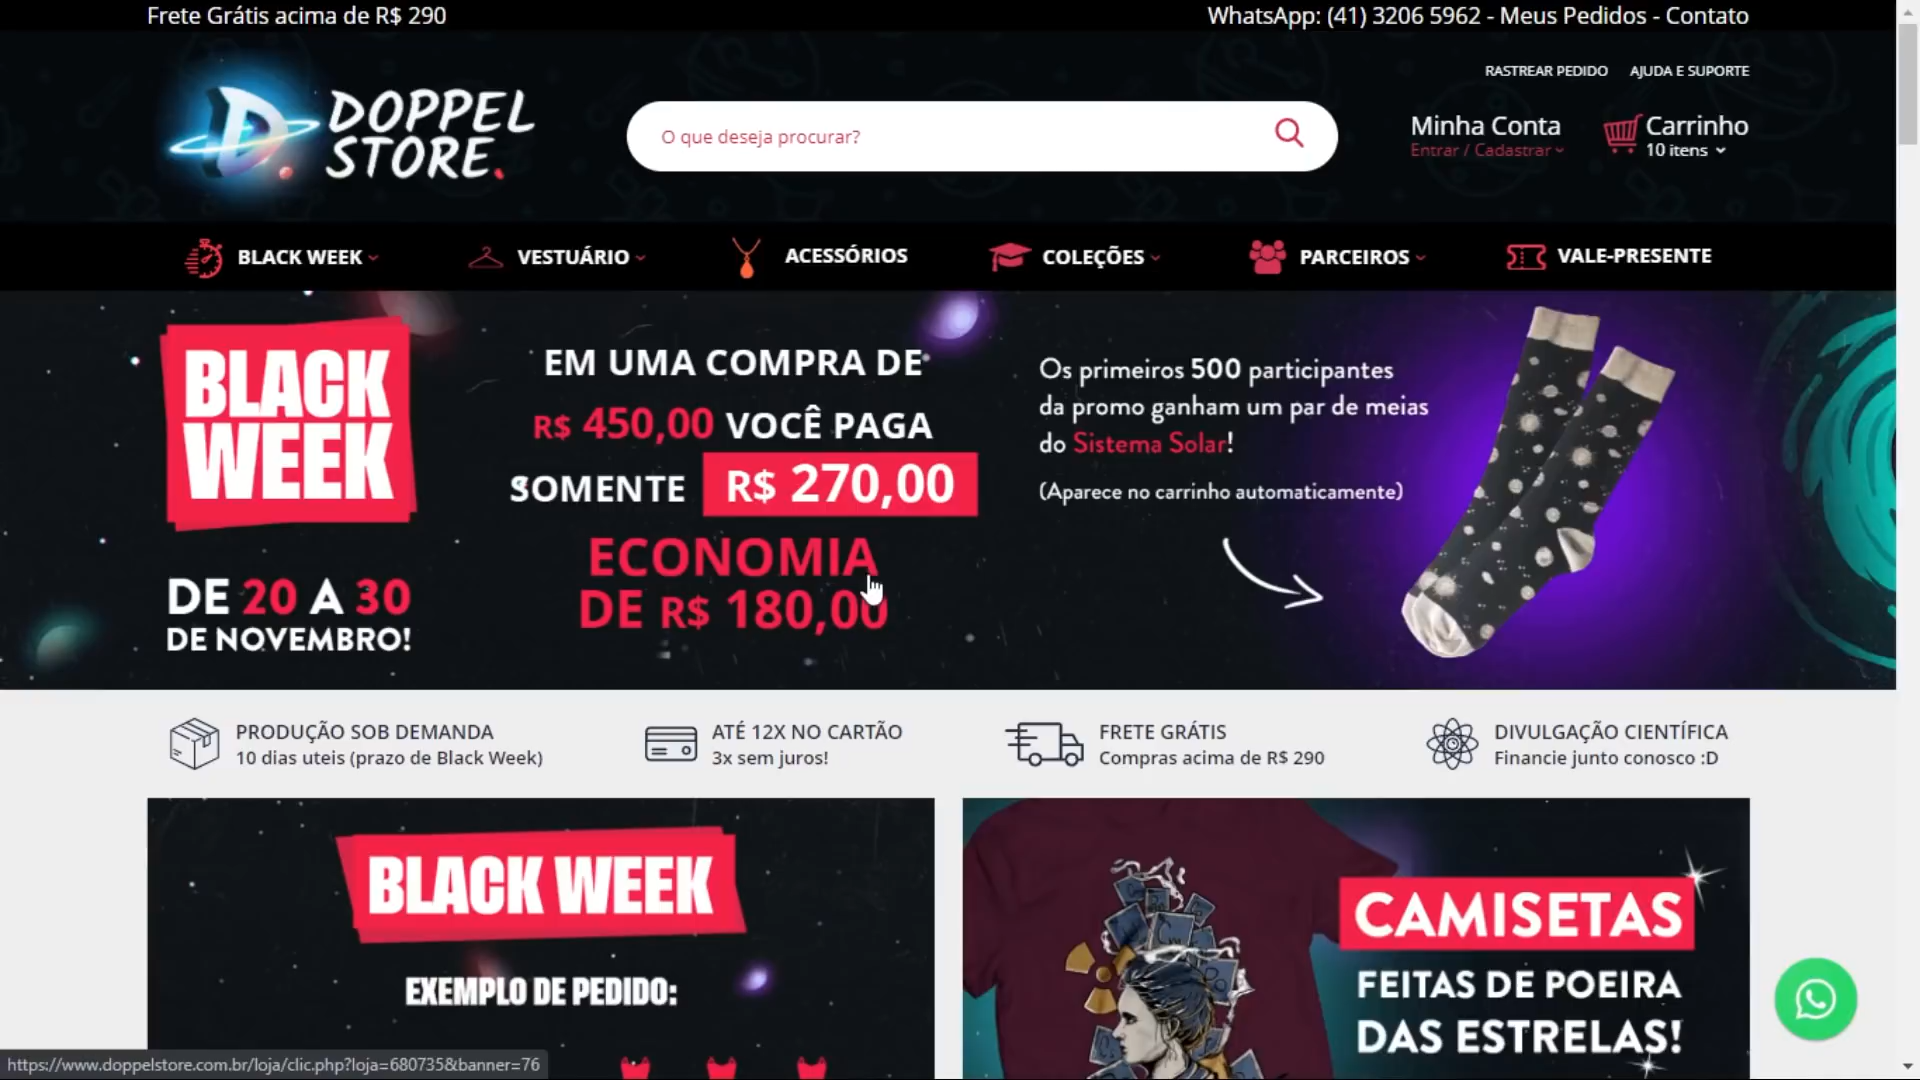 Frete Grátis acima de R$ 290
WhatsApp: (41) 3206 5962 - Meus Pedidos - Contato
RASTREAR PEDIDO
AJUDA E SUPORTE
DOPPEL
STORE.
O que deseja procurar?
Minha Conta
Entrar / Cadastrar
Carrinho
10 itens
BLACK WEEK
VESTUÁRIO
ACESSÓRIOS
COLEÇÕES
PARCEIROS
VALE-PRESENTE
BLACK
WEEK
DE 20 A 30
DE NOVEMBRO!
EM UMA COMPRA DE
R$ 450,00 VOCÊ PAGA
SOMENTE R$ 270,00
ECONOMIA
DE R$ 180,00
Os primeiros 500 participantes
da promo ganham um par de meias
do Sistema Solar!
(Aparece no carrinho automaticamente)
PRODUÇÃO SOB DEMANDA
10 dias uteis (prazo de Black Week)
ATÉ 12X NO CARTÃO
3x sem juros!
FRETE GRÁTIS
Compras acima de R$ 290
DIVULGAÇÃO CIENTÍFICA
Financie junto conosco :D
BLACK WEEK
EXEMPLO DE PEDIDO:
CAMISETAS
FEITAS DE POEIRA
DAS ESTRELAS!
https://www.doppelstore.com.br/loja/clic.php?loja=680735&banner=76